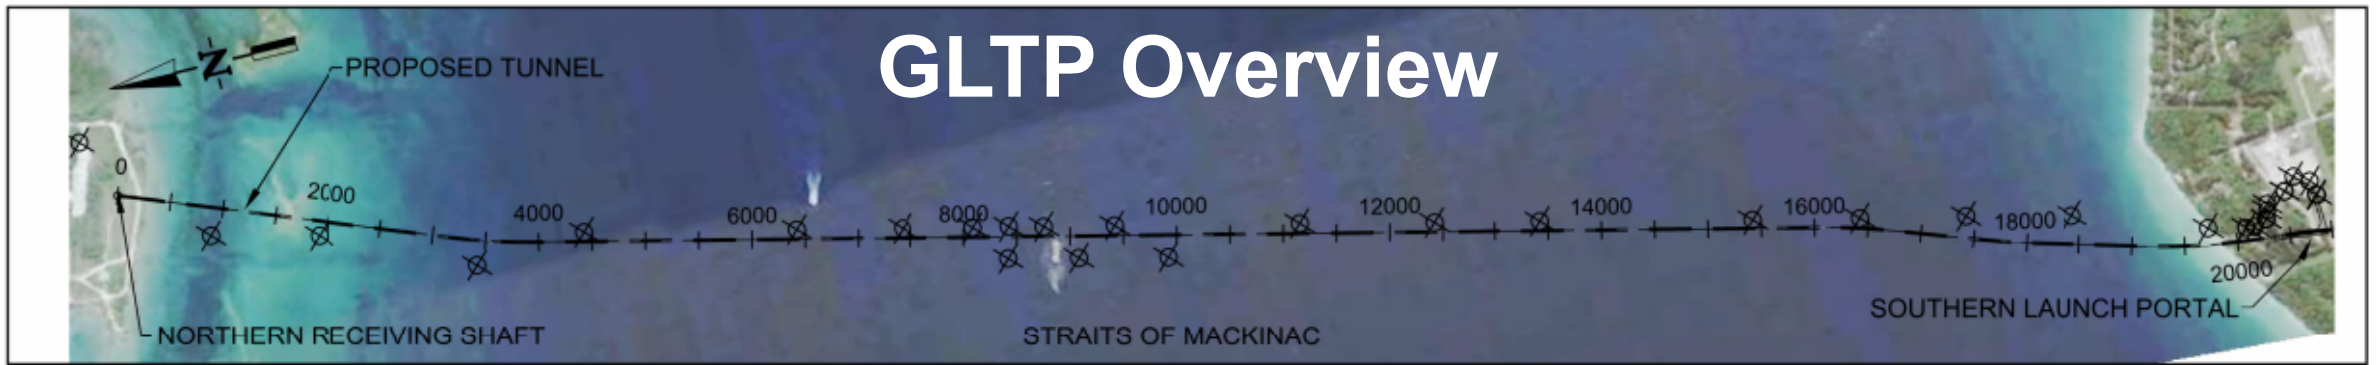 GLTP Overview
N
PROPOSED TUNNEL
0
2000
4000
6000
8000
10000
12000
14000
16000
18000
20000
SOUTHERN LAUNCH PORTAL
NORTHERN RECEIVING SHAFT
STRAITS OF MACKINAC